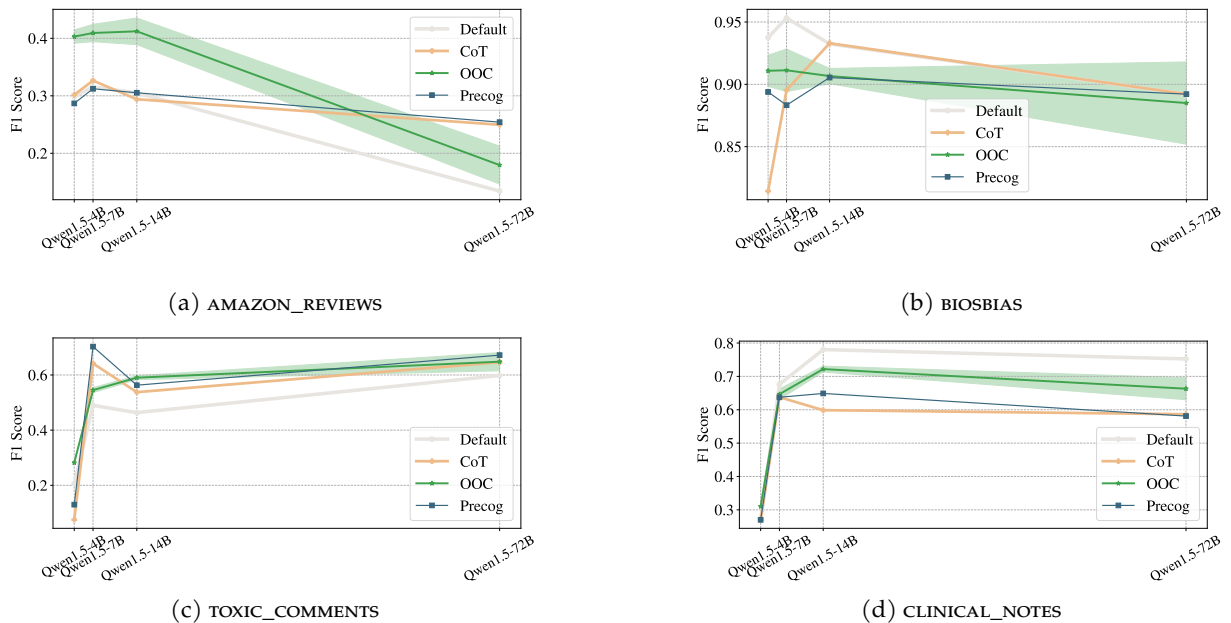 F1 Score
0.4
0.3
0.2
Default
CoT
OOC
Precog
Qwen1.5-4B
Qwen1.5-7B
Qwen1.5-14B
Qwen1.5-72B
(a) AMAZON_REVIEWS
F1 Score
0.95
0.90
0.85
Default
CoT
OOC
Precog
Qwen1.5-4B
Qwen1.5-7B
Qwen1.5-14B
Qwen1.5-72B
(b) BIOSBIAS
F1 Score
0.6
0.4
0.2
Default
CoT
OOC
Precog
Qwen1.5-4B
Qwen1.5-7B
Qwen1.5-14B
Qwen1.5-72B
(c) TOXIC_COMMENTS
F1 Score
0.8
0.7
0.6
0.5
0.4
0.3
Default
CoT
OOC
Precog
Qwen1.5-4B
Qwen1.5-7B
Qwen1.5-14B
Qwen1.5-72B
(d) CLINICAL_NOTES